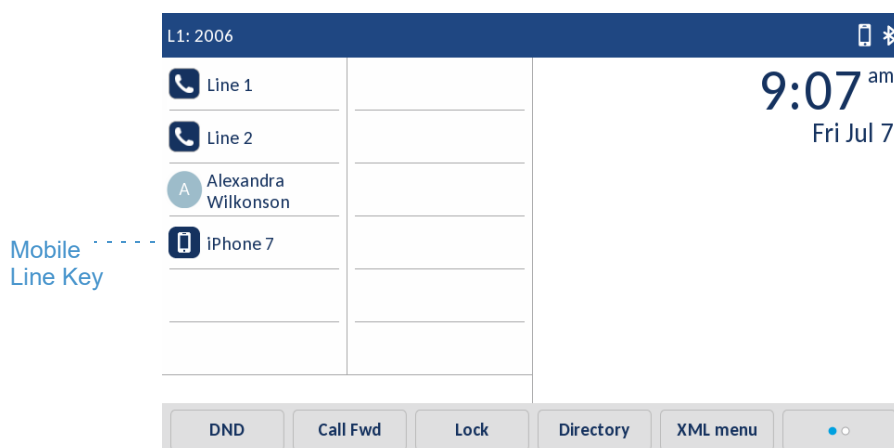 L1: 2006
Line 1
9:07 am
Line 2
Fri Jul 7
A
Alexandra
Wilkonson
iPhone 7
Mobile
Line Key
DND
Call Fwd
Lock
Directory
XML menu